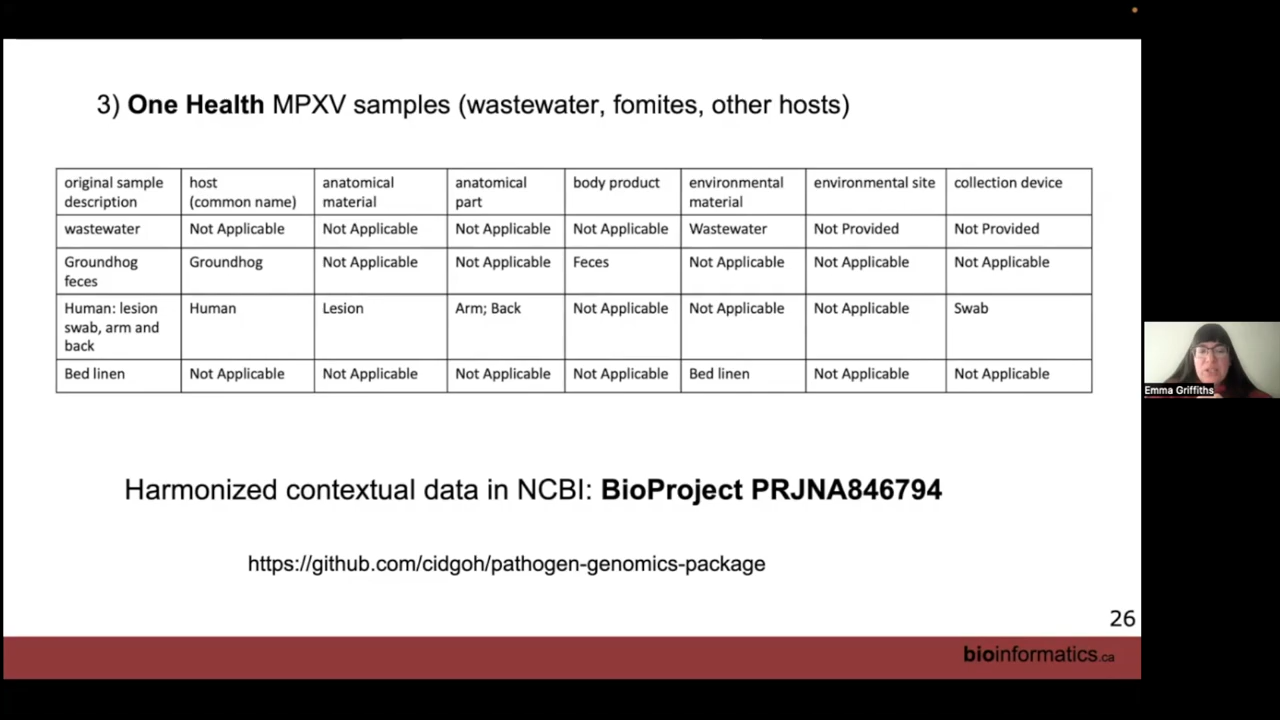 3) One Health MPXV samples (wastewater, fomites, other hosts)
original sample description | host (common name) | anatomical material | anatomical part | body product | environmental material | environmental site | collection device
wastewater | Not Applicable | Not Applicable | Not Applicable | Not Applicable | Wastewater | Not Provided | Not Provided
Groundhog feces | Groundhog | Not Applicable | Not Applicable | Feces | Not Applicable | Not Applicable | Not Applicable
Human: lesion swab, arm and back | Human | Lesion | Arm; Back | Not Applicable | Not Applicable | Not Applicable | Swab
Bed linen | Not Applicable | Not Applicable | Not Applicable | Not Applicable | Bed linen | Not Applicable | Not Applicable
Emma Griffiths
Harmonized contextual data in NCBI: BioProject PRJNA846794
https://github.com/cidgoh/pathogen-genomics-package
26
bioinformatics.ca